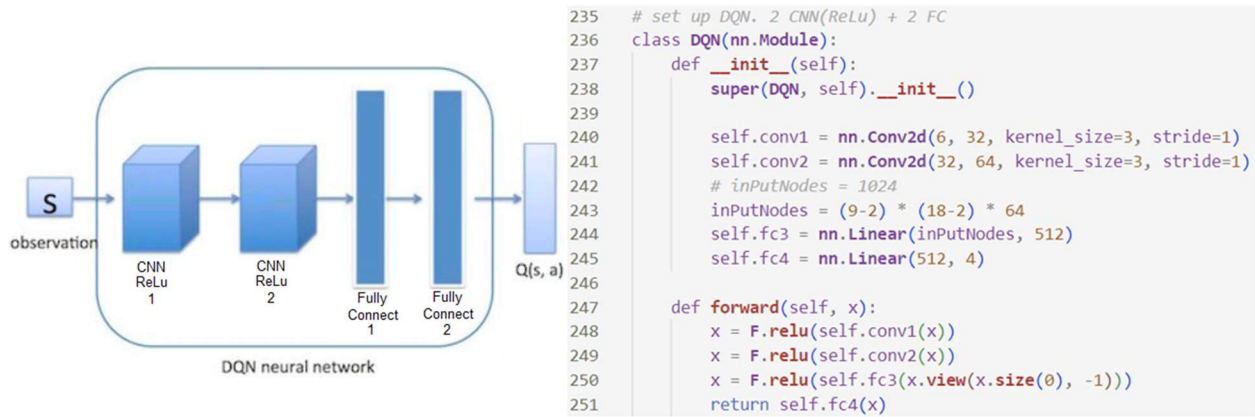 S
observation
CNN
ReLu
1
CNN
ReLu
2
Fully
Connect
1
Fully
Connect
2
Q(s, a)
DQN neural network
235 # set up DQN. 2 CNN(ReLu) + 2 FC
236 class DQN(nn.Module):
237     def __init__(self):
238         super(DQN, self).__init__()
239
240         self.conv1 = nn.Conv2d(6, 32, kernel_size=3, stride=1)
241         self.conv2 = nn.Conv2d(32, 64, kernel_size=3, stride=1)
242         # inPutNodes = 1024
243         inPutNodes = (9-2) * (18-2) * 64
244         self.fc3 = nn.Linear(inPutNodes, 512)
245         self.fc4 = nn.Linear(512, 4)
246
247     def forward(self, x):
248         x = F.relu(self.conv1(x))
249         x = F.relu(self.conv2(x))
250         x = F.relu(self.fc3(x.view(x.size(0), -1)))
251         return self.fc4(x)